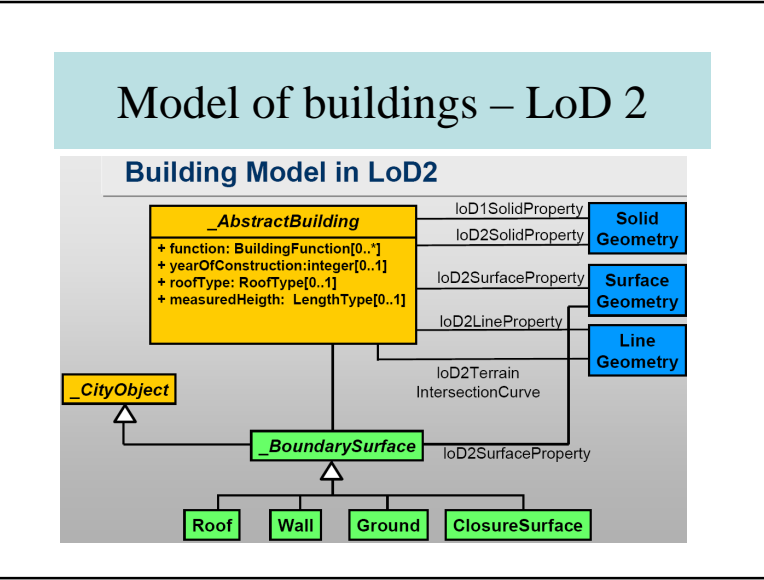 Model of buildings – LoD 2
Building Model in LoD2
_AbstractBuilding
+ function: BuildingFunction[0..*]
+ yearOfConstruction:integer[0..1]
+ roofType: RoofType[0..1]
+ measuredHeigth: LengthType[0..1]
loD1SolidProperty
loD2SolidProperty
Solid
Geometry
loD2SurfaceProperty
Surface
Geometry
loD2LineProperty
Line
Geometry
loD2Terrain
IntersectionCurve
_CityObject
_BoundarySurface
loD2SurfaceProperty
Roof
Wall
Ground
ClosureSurface